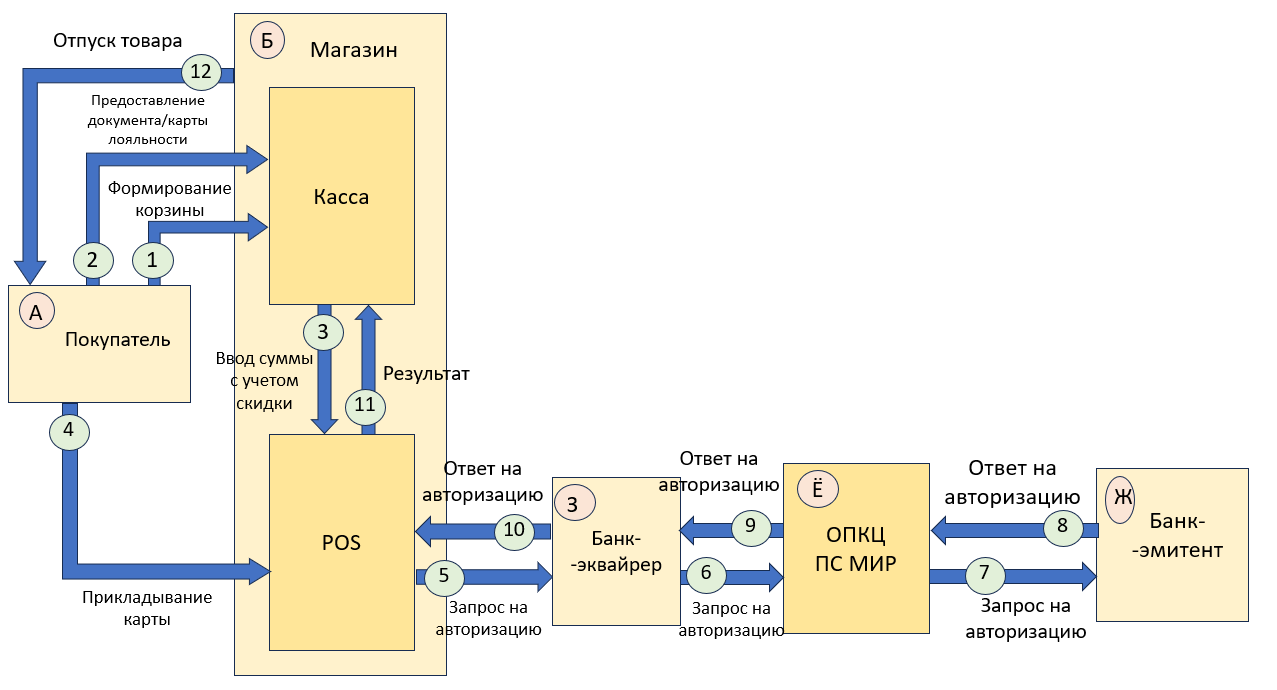 Отпуск товара
12
Б
Магазин
Предоставление
документа/карты
лояльности
Формирование
корзины
Касса
2
1
А
Покупатель
3
Ввод суммы
с учетом
скидки
Результат
11
4
Прикладывание
карты
POS
Ответ на
авторизацию
10
5
Запрос на
авторизацию
З
Банк-
-эквайрер
Ответ на
авторизацию
9
6
Запрос на
авторизацию
Ё
ОПКЦ
ПС МИР
Ответ на
авторизацию
8
7
Запрос на
авторизацию
Ж
Банк-
-эмитент